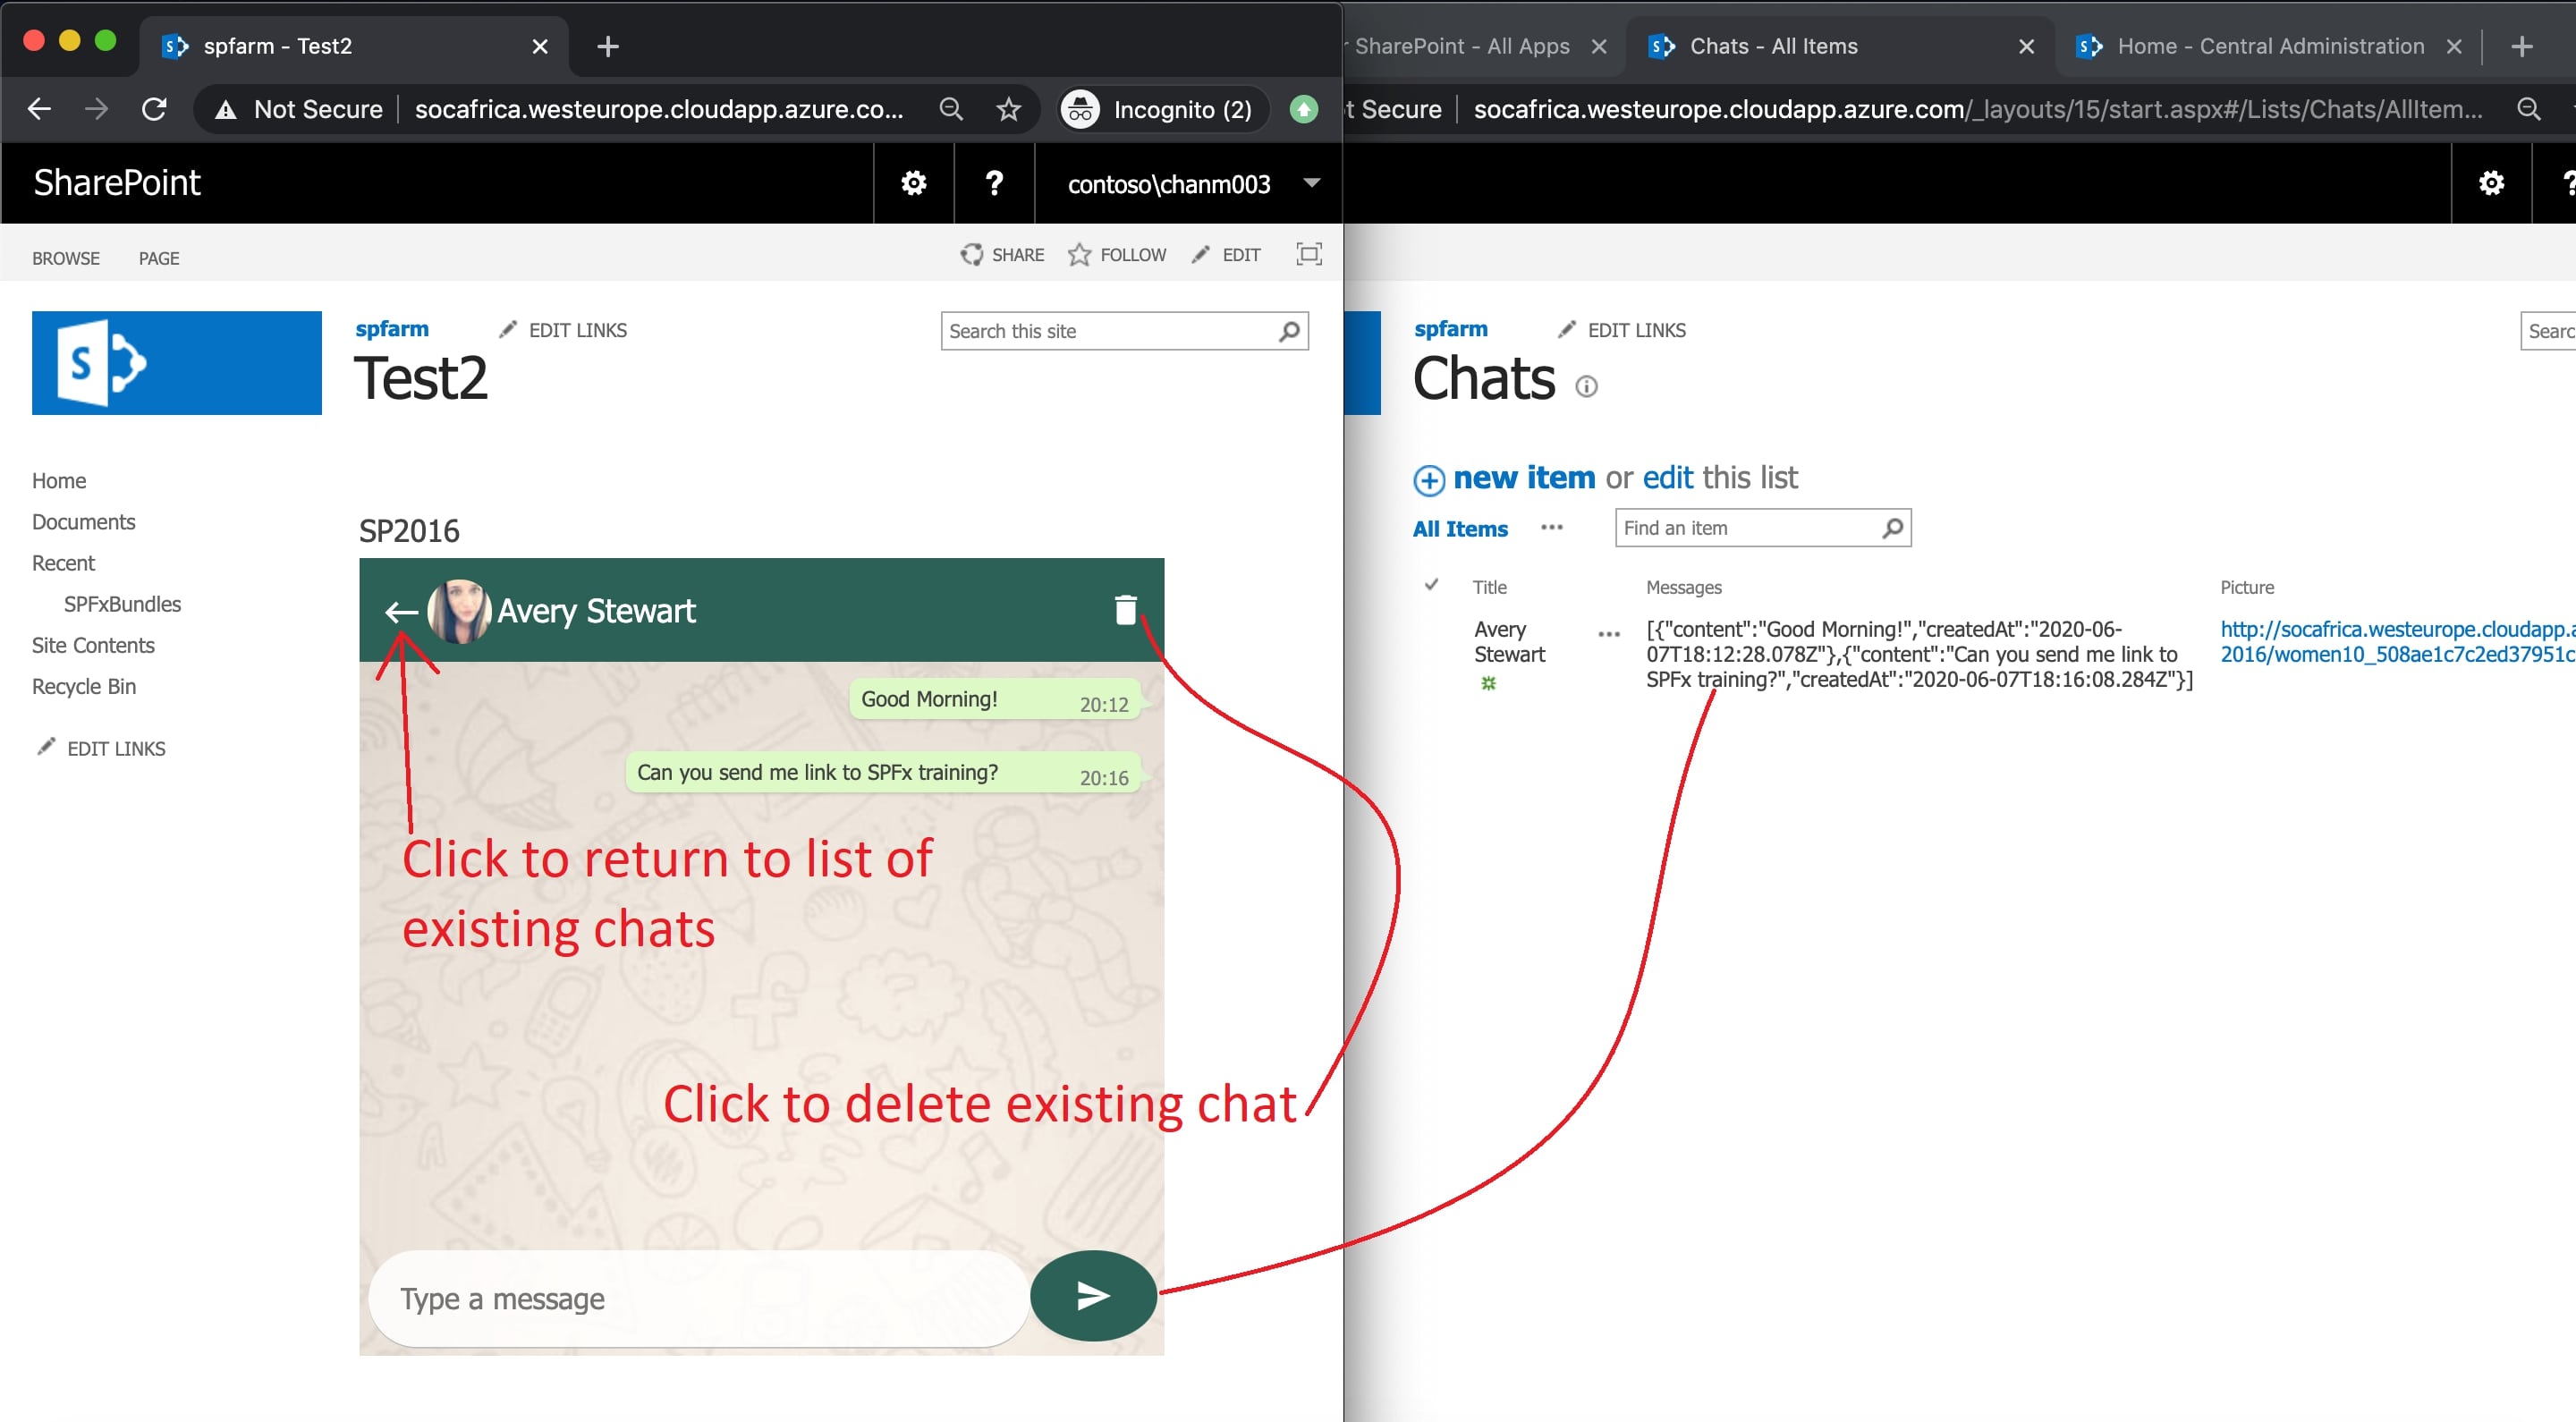 spfarm - Test2
SharePoint - All Apps
Chats - All Items
Home - Central Administration
Not Secure
socafrica.westeurope.cloudapp.azure.co...
Incognito (2)
t Secure
socafrica.westeurope.cloudapp.azure.com/_layouts/15/start.aspx#/Lists/Chats/AllItem...
SharePoint
?
contoso\chanm003
?
BROWSE
PAGE
SHARE
FOLLOW
EDIT
S
spfarm
EDIT LINKS
Search this site
Test2
Home
Documents
Recent
SPFxBundles
Site Contents
Recycle Bin
EDIT LINKS
SP2016
Avery Stewart
Good Morning!
20:12
Can you send me link to SPFx training?
20:16
Click to return to list of
existing chats
Click to delete existing chat
Type a message
spfarm
EDIT LINKS
Searc
Chats
new item or edit this list
All Items
...
Find an item
Title
Messages
Picture
Avery
Stewart
...
[{"content":"Good Morning!","createdAt":"2020-06-
07T18:12:28.078Z"},{"content":"Can you send me link to
SPFx training?","createdAt":"2020-06-07T18:16:08.284Z"}]
http://socafrica.westeurope.cloudapp.a
2016/women10_508ae1c7c2ed37951c